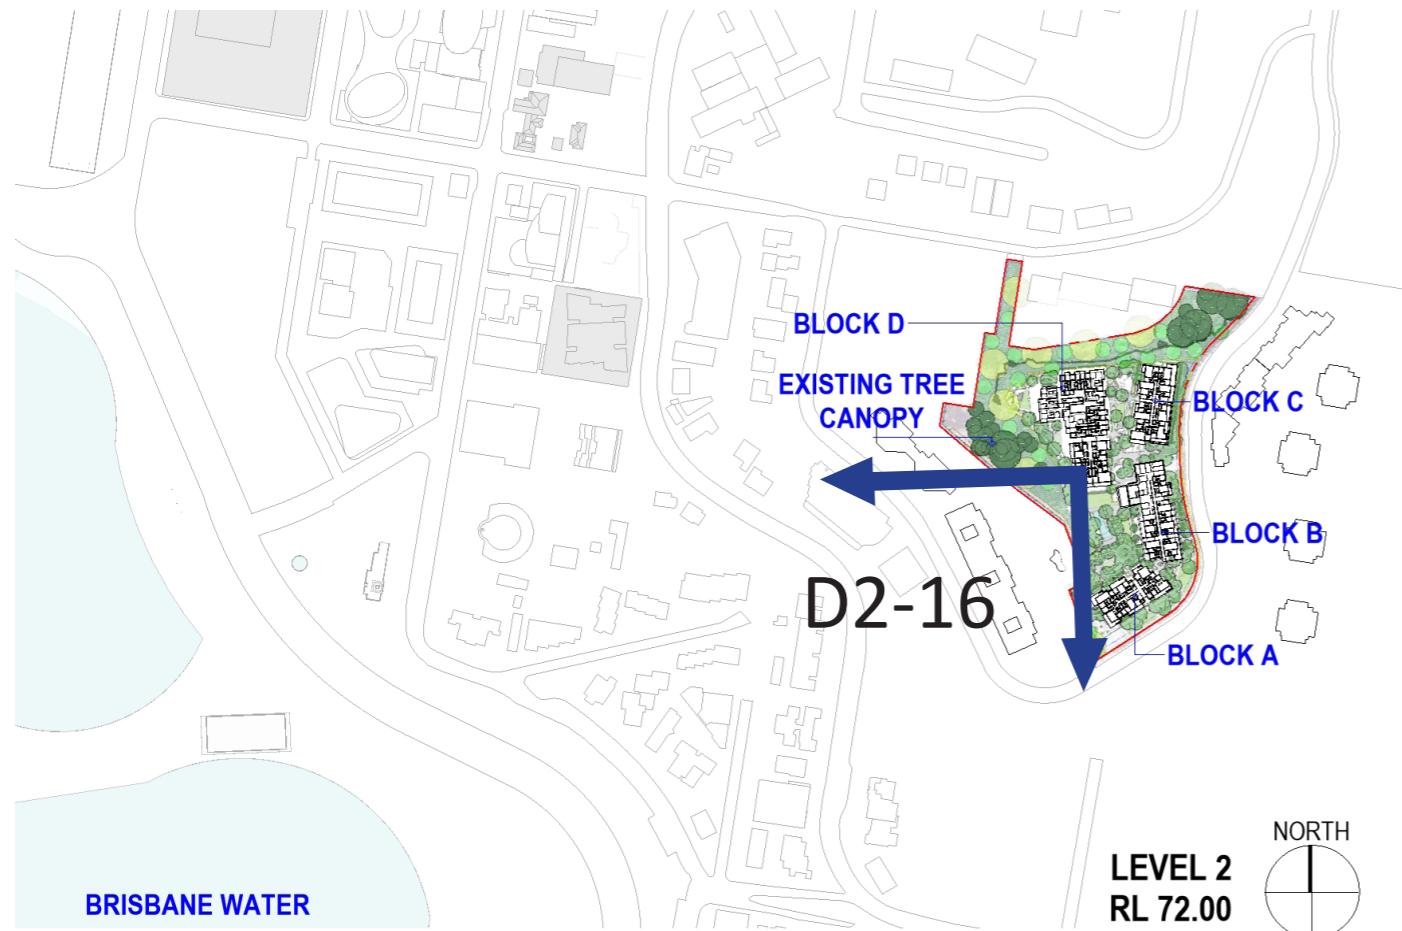 BLOCK D
EXISTING TREE
CANOPY
BLOCK C
BLOCK B
D2-16
BLOCK A
NORTH
LEVEL 2
RL 72.00
BRISBANE WATER